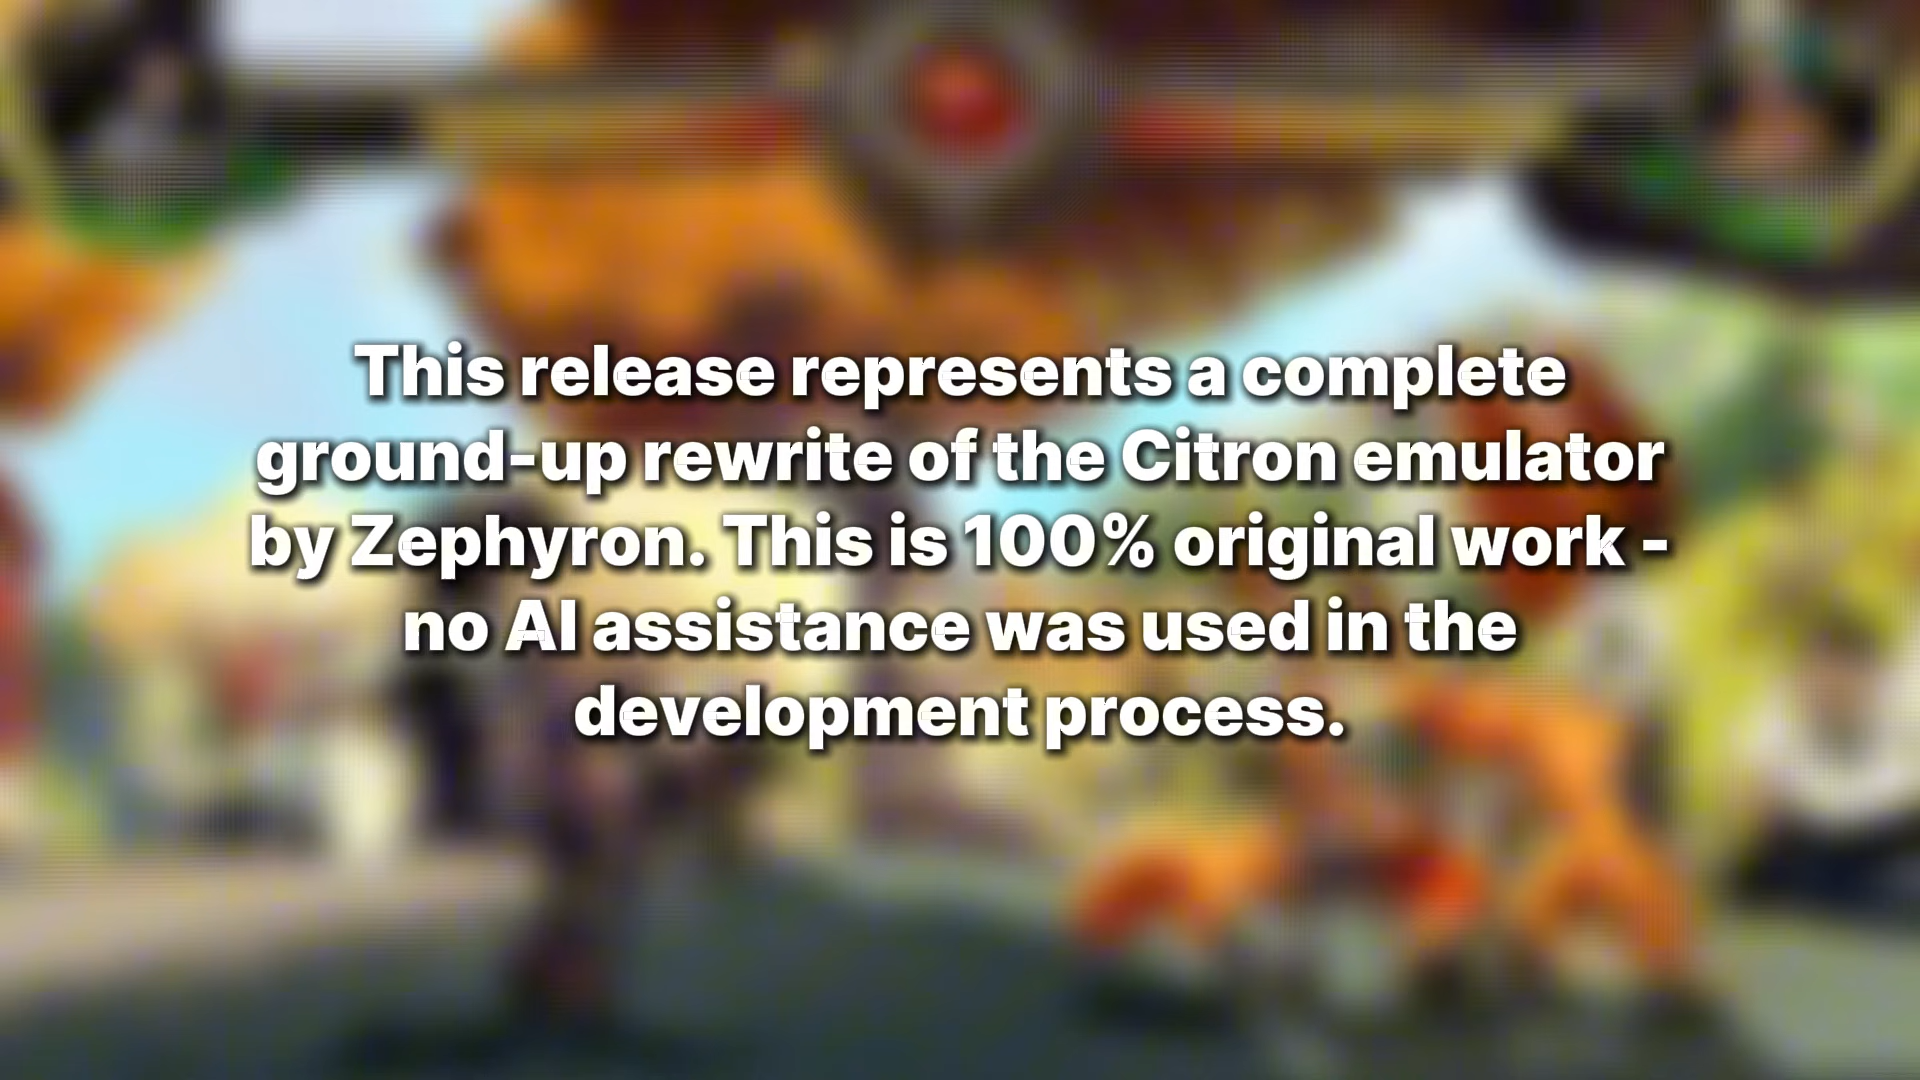 This release represents a complete
ground-up rewrite of the Citron emulator
by Zephyron. This is 100% original work -
no AI assistance was used in the
development process.